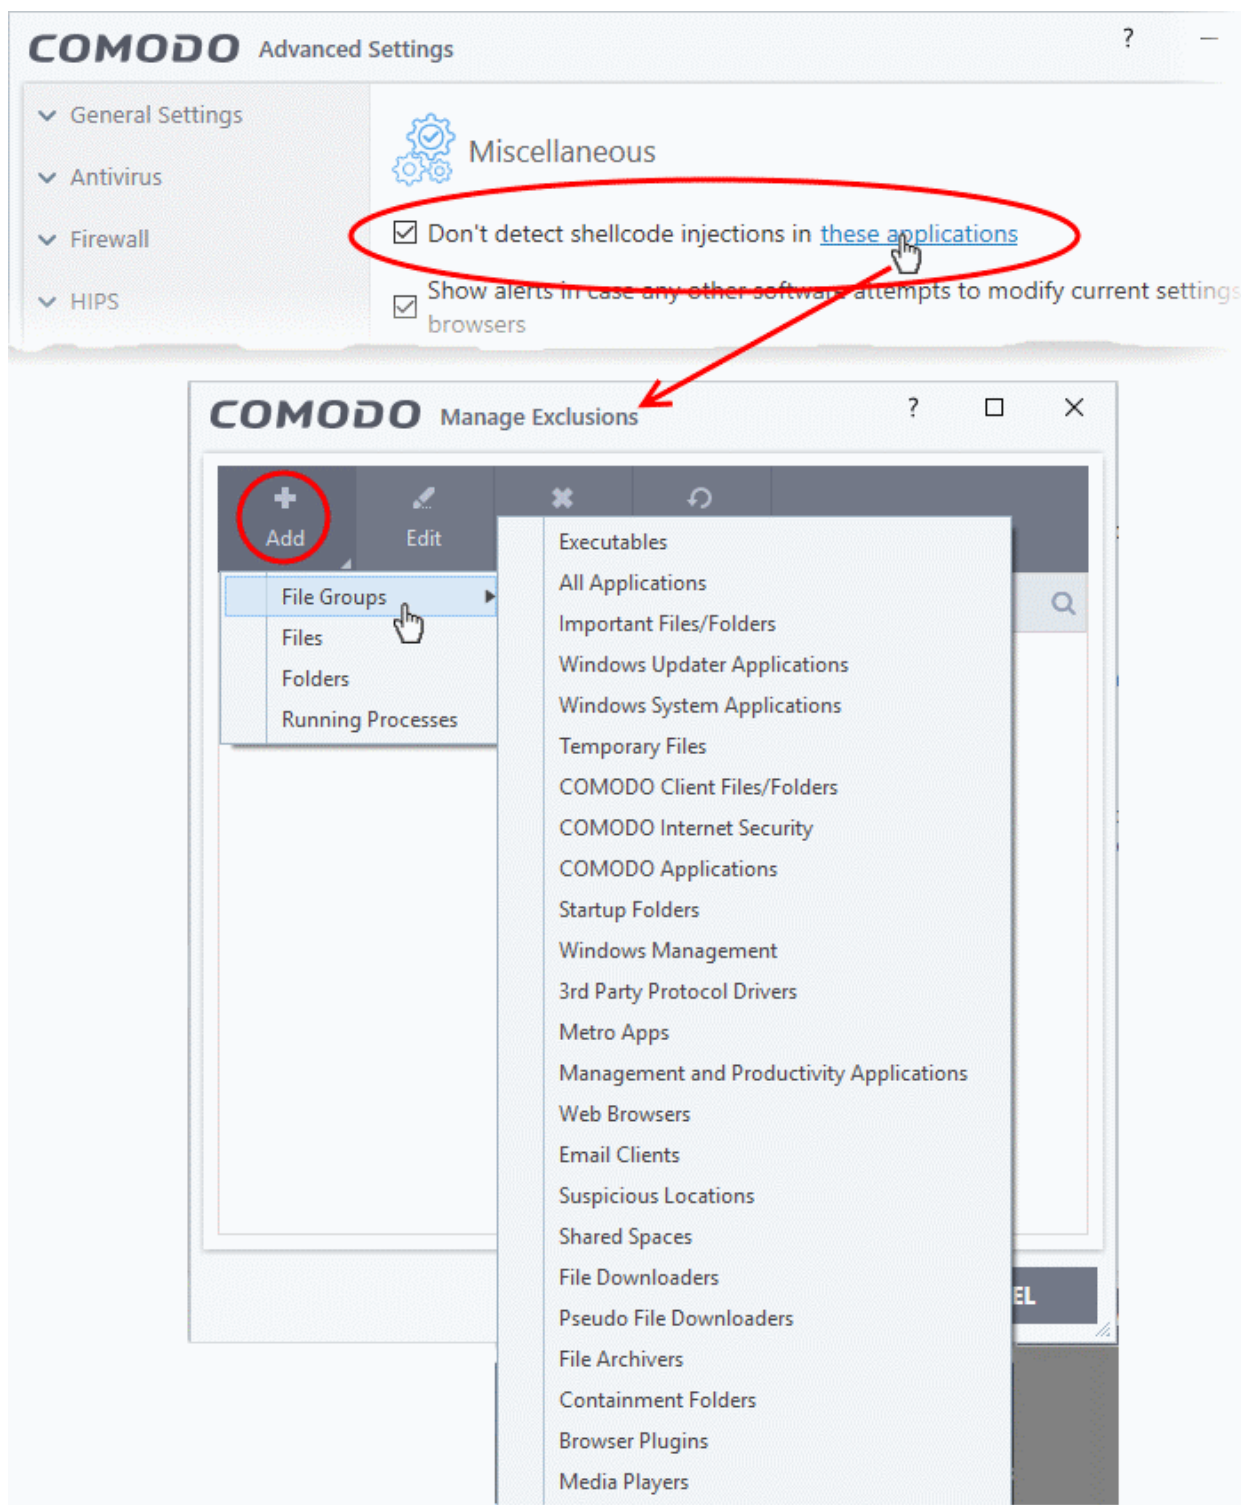 COMODO Advanced Settings ?
General Settings
Antivirus
Firewall
HIPS
Miscellaneous
Don't detect shellcode injections in these applications
Show alerts in case any other software attempts to modify current settings
browsers
COMODO Manage Exclusions ?
Add
Edit
File Groups
Files
Folders
Running Processes
Executables
All Applications
Important Files/Folders
Windows Updater Applications
Windows System Applications
Temporary Files
COMODO Client Files/Folders
COMODO Internet Security
COMODO Applications
Startup Folders
Windows Management
3rd Party Protocol Drivers
Metro Apps
Management and Productivity Applications
Web Browsers
Email Clients
Suspicious Locations
Shared Spaces
File Downloaders
Pseudo File Downloaders
File Archivers
Containment Folders
Browser Plugins
Media Players
EL